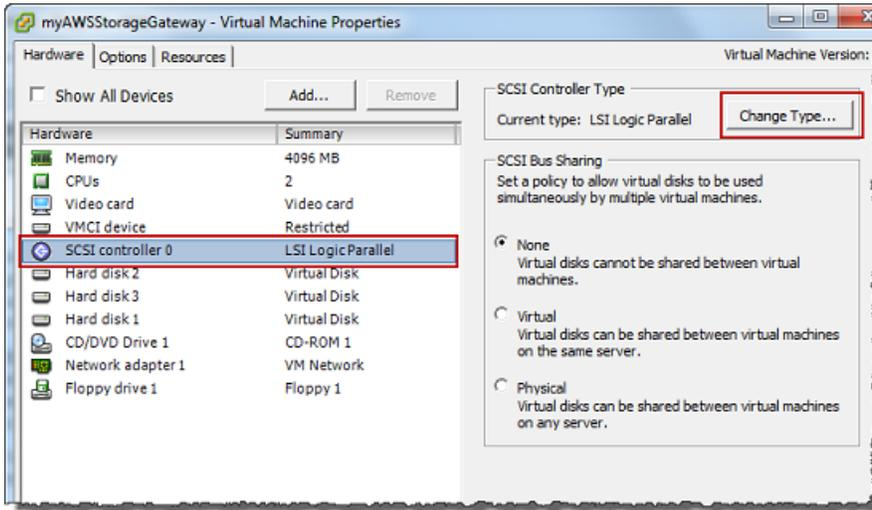 myAWSStorageGateway - Virtual Machine Properties
Hardware Options Resources Virtual Machine Version:
Show All Devices Add... Remove
Hardware Summary
Memory 4096 MB
CPUs 2
Video card Video card
VMCI device Restricted
SCSI controller 0 LSI Logic Parallel
Hard disk 2 Virtual Disk
Hard disk 3 Virtual Disk
Hard disk 1 Virtual Disk
CD/DVD Drive 1 CD-ROM 1
Network adapter 1 VM Network
Floppy drive 1 Floppy 1
SCSI Controller Type
Current type: LSI Logic Parallel Change Type...
SCSI Bus Sharing
Set a policy to allow virtual disks to be used
simultaneously by multiple virtual machines.
None
Virtual disks cannot be shared between virtual
machines.
Virtual
Virtual disks can be shared between virtual machines
on the same server.
Physical
Virtual disks can be shared between virtual machines
on any server.